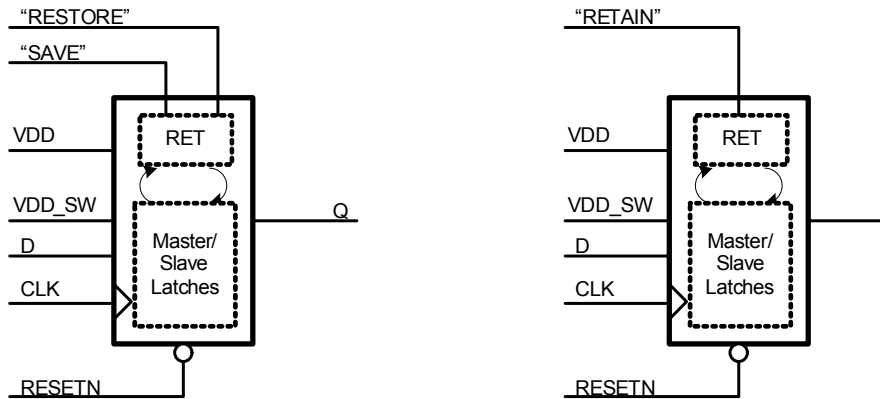 “RESTORE”
“SAVE”
RET
VDD
VDD_SW
Q
D
Master/
Slave
Latches
CLK
RESETN
“RETAIN”
RET
VDD
VDD_SW
D
Master/
Slave
Latches
CLK
RESETN